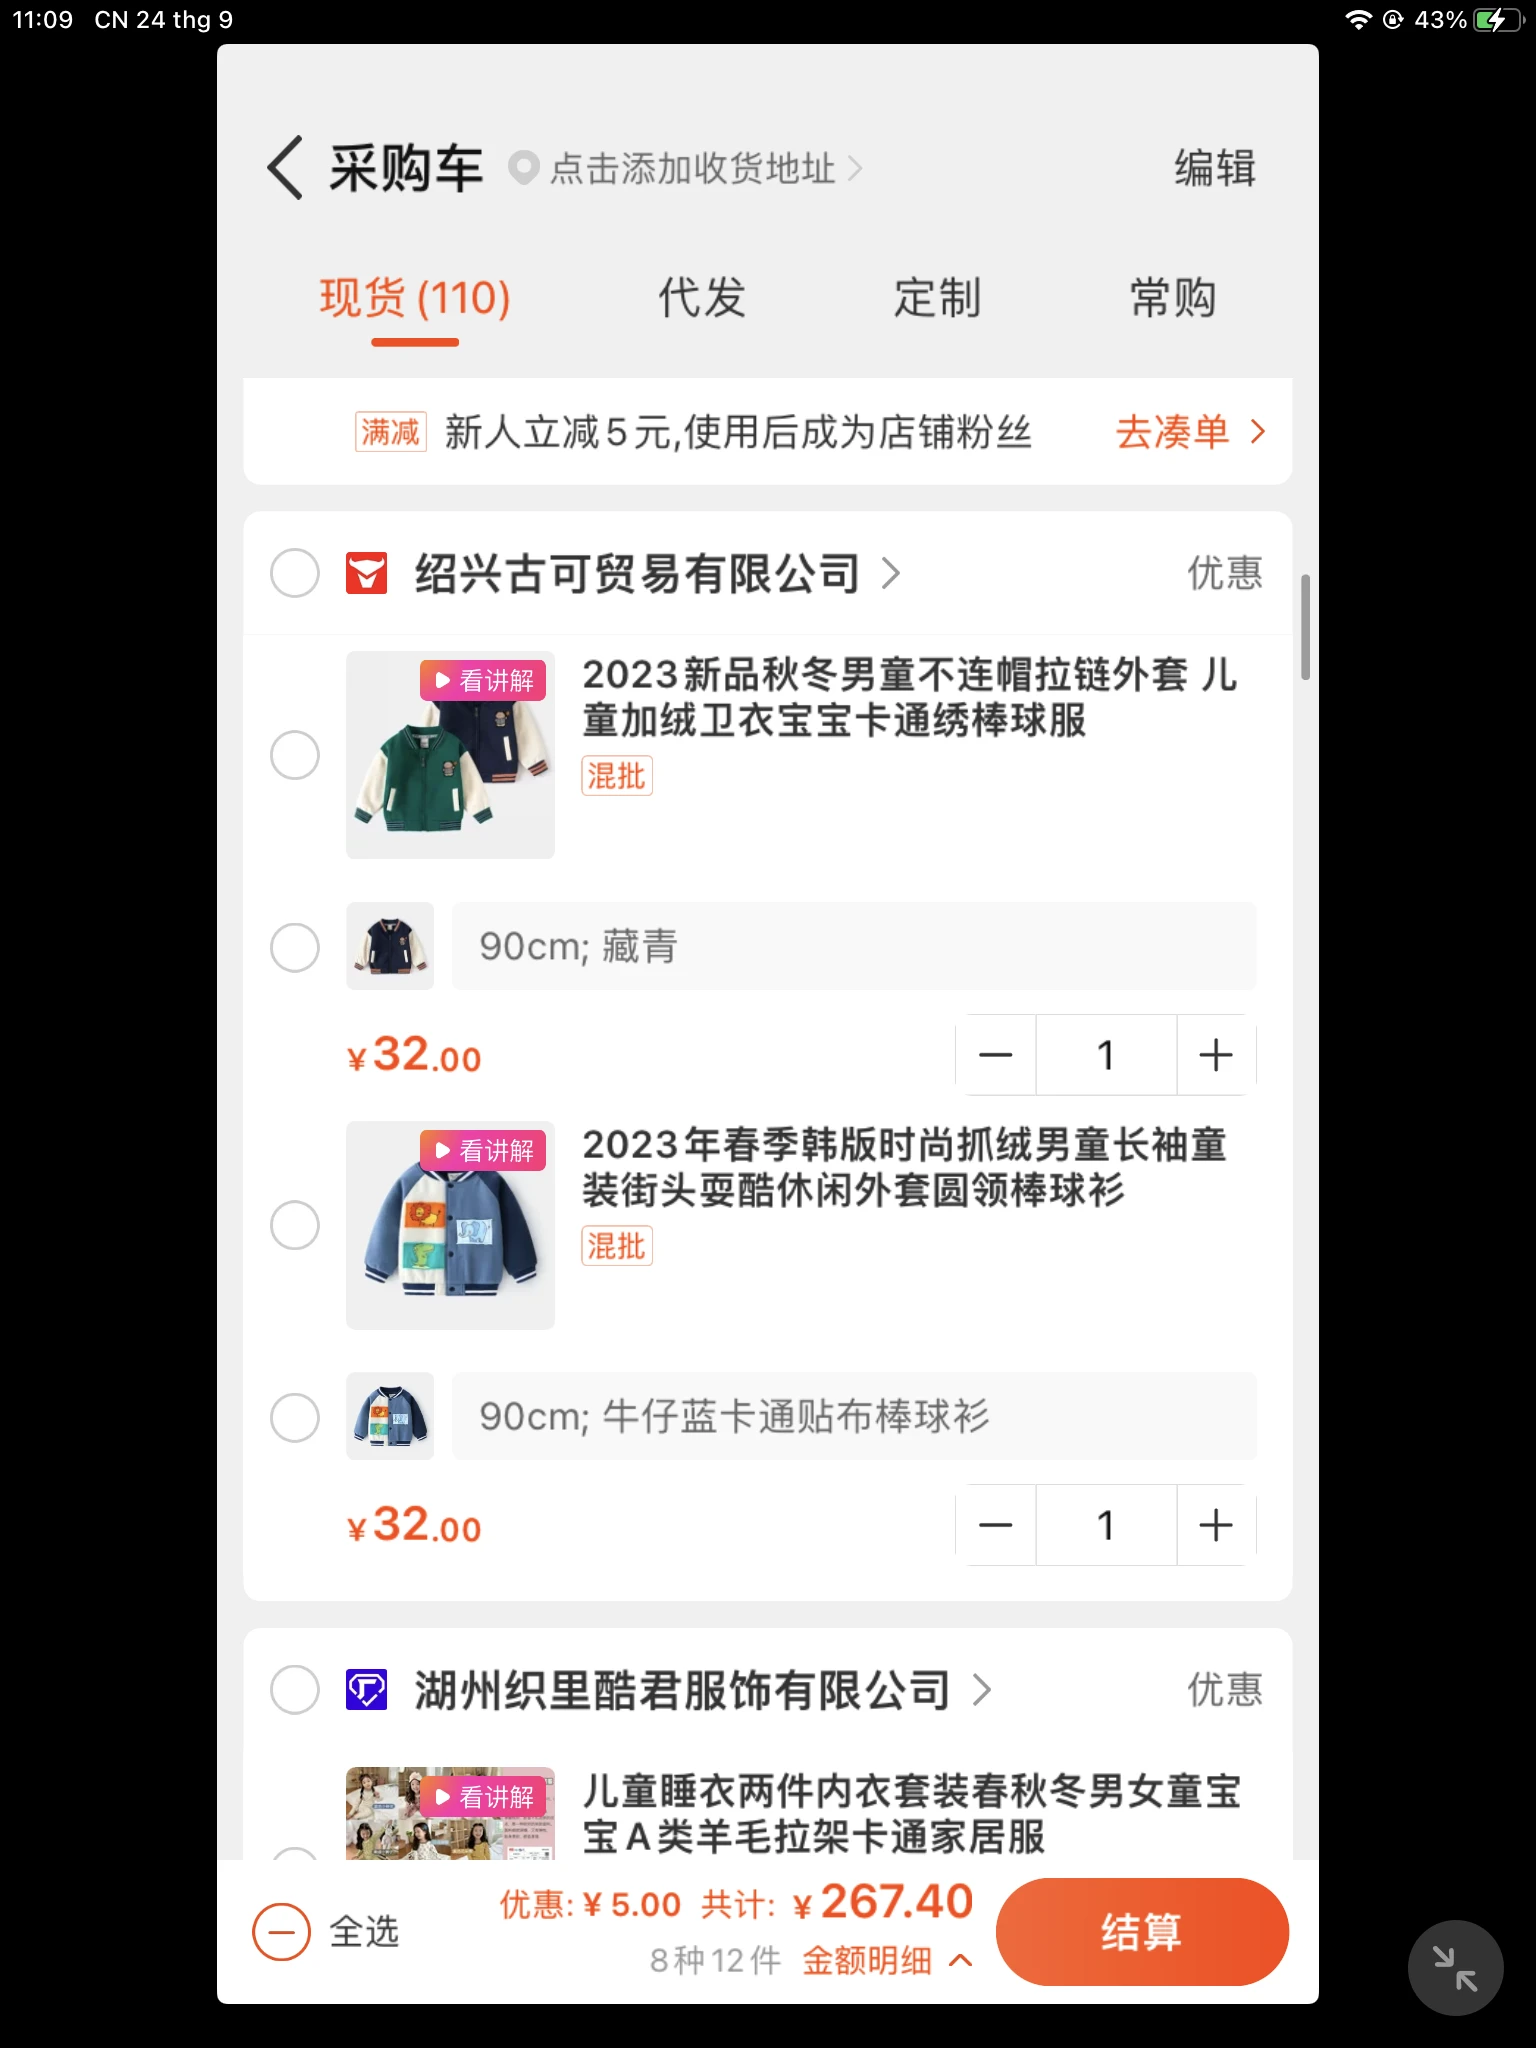 11:09 CN 24 thg 9 43%
采购车 点击添加收货地址 编辑
现货(110) 代发 定制 常购
满减 新人立减5元,使用后成为店铺粉丝 去凑单
绍兴古可贸易有限公司 优惠
看讲解
2023新品秋冬男童不连帽拉链外套 儿
童加绒卫衣宝宝卡通绣棒球服
混批
90cm; 藏青
¥32.00 1
看讲解
2023年春季韩版时尚抓绒男童长袖童
装街头耍酷休闲外套圆领棒球衫
混批
90cm; 牛仔蓝卡通贴布棒球衫
¥32.00 1
湖州织里酷君服饰有限公司 优惠
看讲解
儿童睡衣两件内衣套装春秋冬男女童宝
宝A类羊毛拉架卡通家居服
全选 优惠: ¥5.00 共计: ¥267.40 结算
8种12件 金额明细